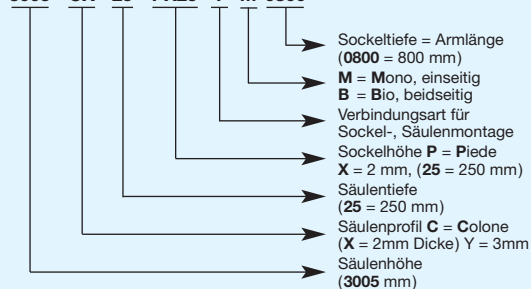 Sockeltiefe = Armlänge
(0800 = 800 mm)
M = Mono, einseitig
B = Bio, beidseitig
Verbindungsart für
Sockel-, Säulenmontage
Sockelhöhe P = Piede
X = 2 mm, (25 = 250 mm)
Säulentiefe
(25 = 250 mm)
Säulenprofil C = Colone
(X = 2mm Dicke) Y = 3mm
Säulenhöhe
(3005 mm)